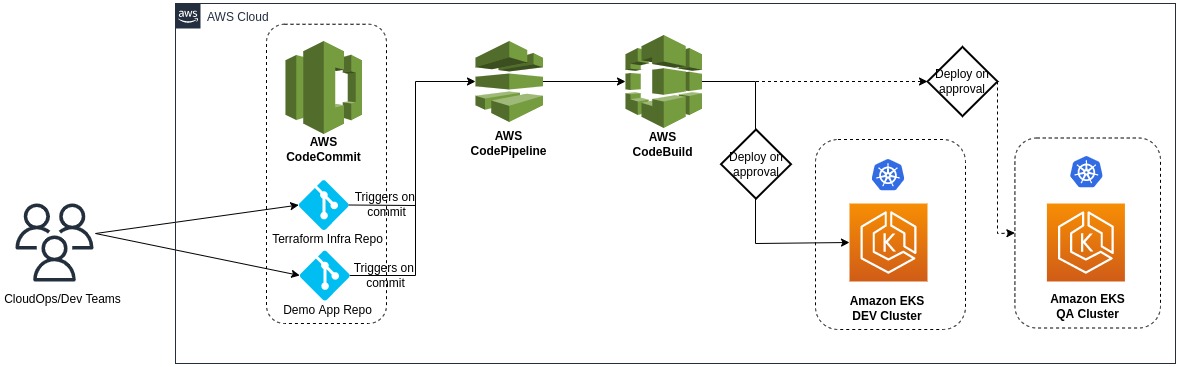 aws
AWS Cloud
AWS
CodeCommit
Triggers on
commit
Terraform Infra Repo
Triggers on
commit
Demo App Repo
CloudOps/Dev Teams
AWS
CodePipeline
AWS
CodeBuild
Deploy on
approval
Deploy on
approval
K
Amazon EKS
DEV Cluster
K
Amazon EKS
QA Cluster